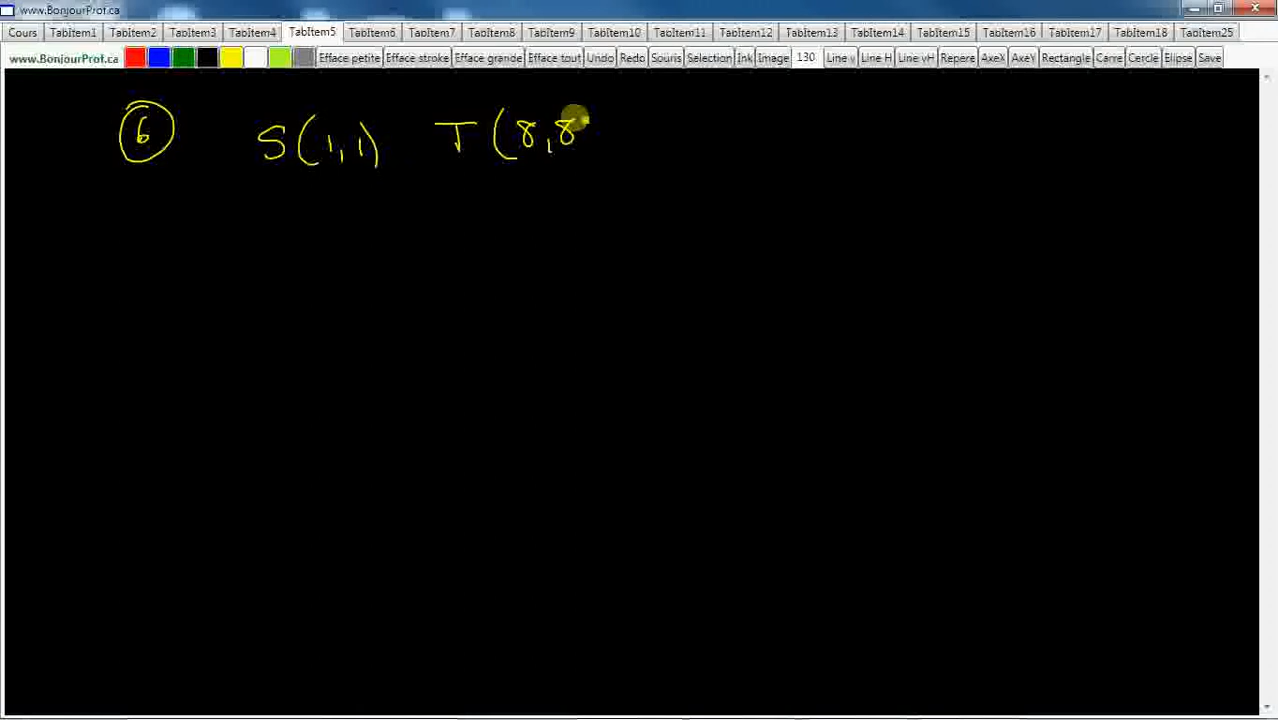 www.BonjourProf.ca
Cours TabItem1 TabItem2 TabItem3 TabItem4 TabItem5 TabItem6 TabItem7 TabItem8 TabItem9 TabItem10 TabItem11 TabItem12 TabItem13 TabItem14 TabItem15 TabItem16 TabItem17 TabItem18 TabItem25
www.BonjourProf.ca Efface petite Efface stroke Efface grande Efface tout Undo Redo Souris Selection Ink Image 130 Line v Line H Line vH Repere AxeX AxeY Rectangle Carre Cercle Elipse Save
6 S(1,1) T(8,8